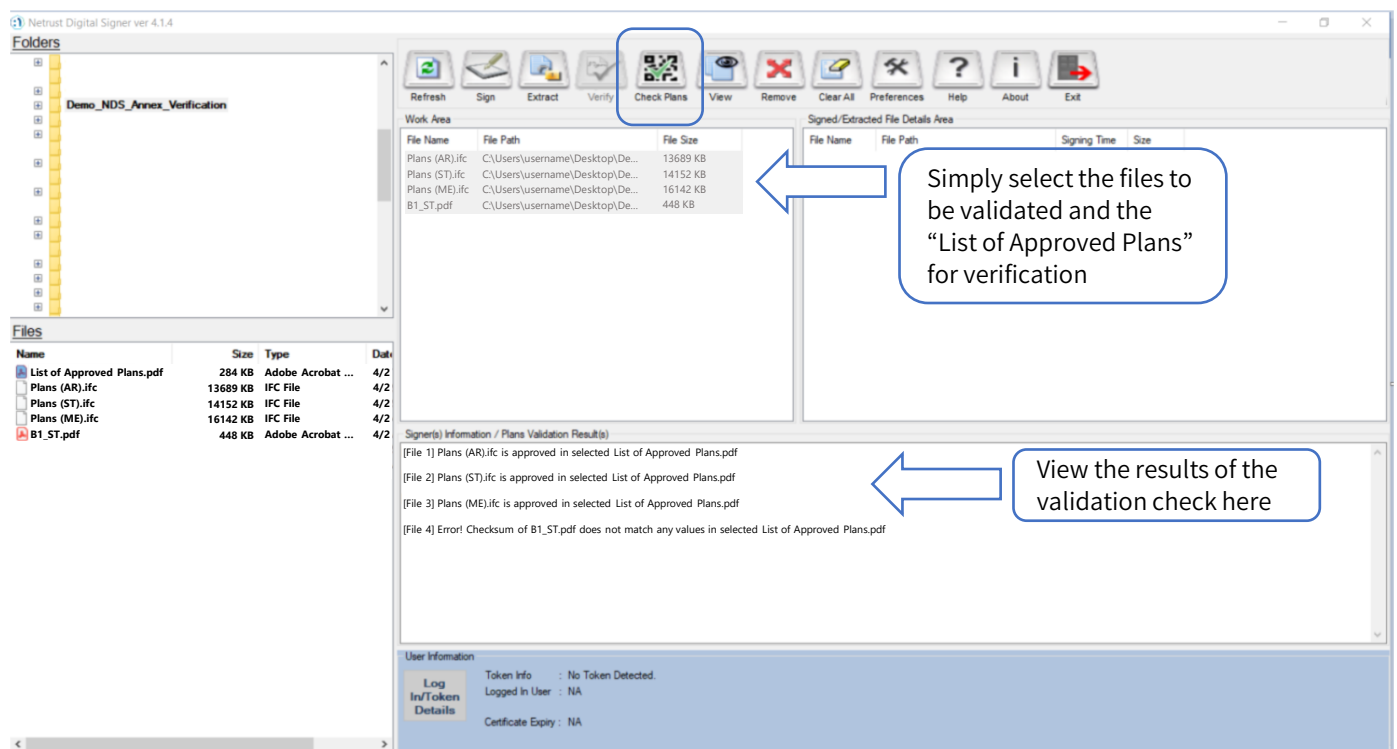 Netrust Digital Signer ver 4.1.4
Folders
Demo_NDS_Annex_Verification
Refresh Sign Extract Verify Check Plans View Remove Clear All Preferences Help About Exit
Work Area
File Name File Path File Size
Plans (AR).ifc C:\Users\username\Desktop\De... 13689 KB
Plans (ST).ifc C:\Users\username\Desktop\De... 14152 KB
Plans (ME).ifc C:\Users\username\Desktop\De... 16142 KB
B1_ST.pdf C:\Users\username\Desktop\De... 448 KB
Signed/Extracted File Details Area
File Name File Path Signing Time Size
Simply select the files to
be validated and the
“List of Approved Plans”
for verification
Files
Name Size Type Date
List of Approved Plans.pdf 284 KB Adobe Acrobat ... 4/2
Plans (AR).ifc 13689 KB IFC File 4/2
Plans (ST).ifc 14152 KB IFC File 4/2
Plans (ME).ifc 16142 KB IFC File 4/2
B1_ST.pdf 448 KB Adobe Acrobat ... 4/2
Signer(s) Information / Plans Validation Result(s)
[File 1] Plans (AR).ifc is approved in selected List of Approved Plans.pdf
[File 2] Plans (ST).ifc is approved in selected List of Approved Plans.pdf
[File 3] Plans (ME).ifc is approved in selected List of Approved Plans.pdf
[File 4] Error! Checksum of B1_ST.pdf does not match any values in selected List of Approved Plans.pdf
View the results of the
validation check here
User Information
Log
In/Token
Details
Token Info : No Token Detected.
Logged In User : NA
Certificate Expiry : NA